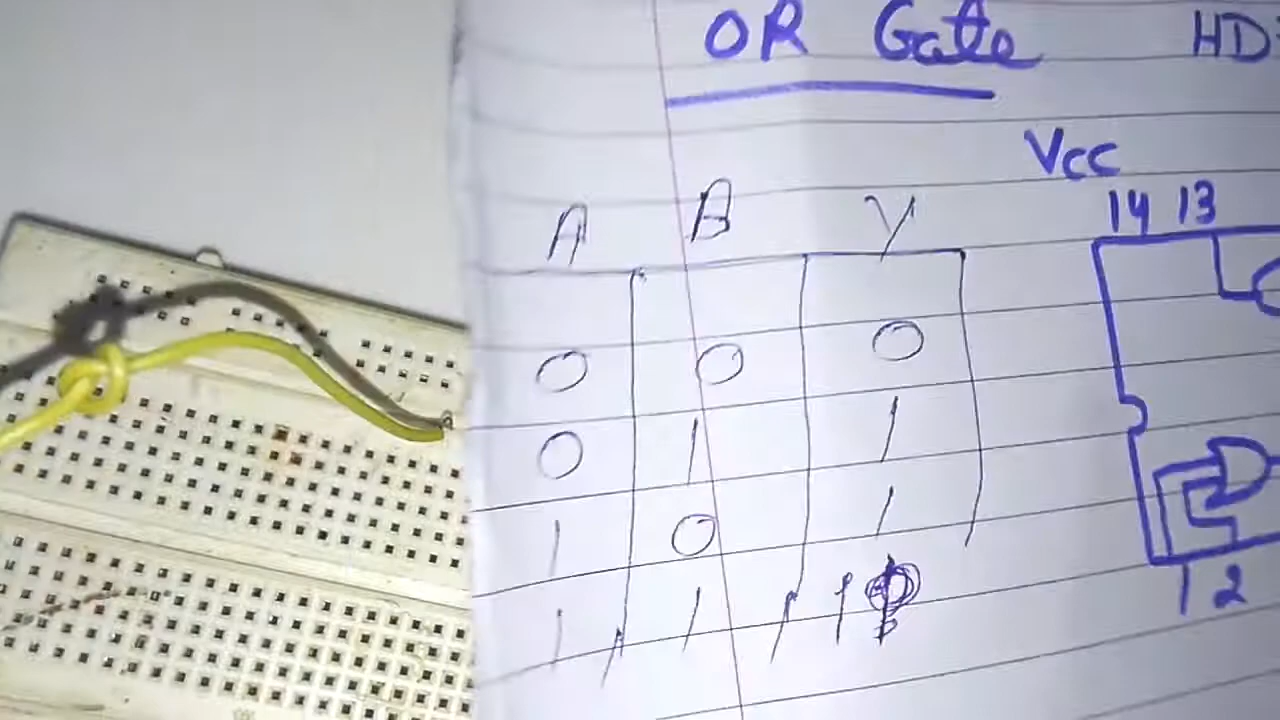 OR Gate HD
Vcc
14 13
A B Y
0 0 0
0 1 1
1 0 1
1 1 1
1 2